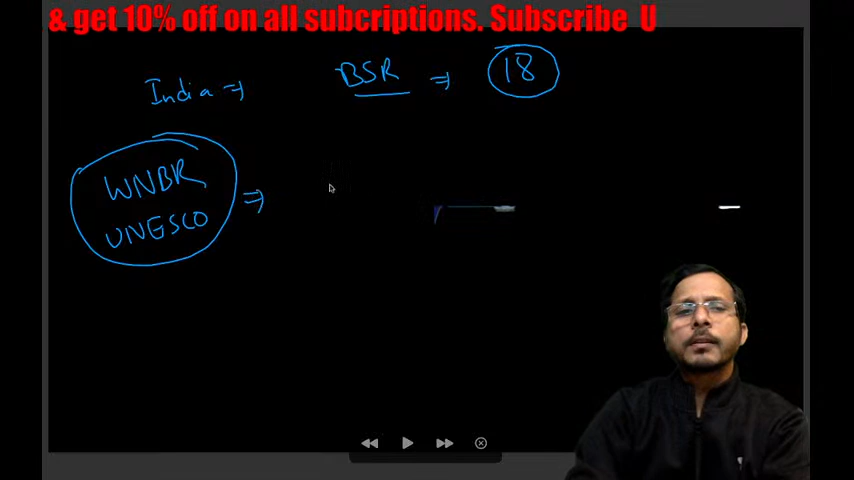 & get 10% off on all subcriptions. Subscribe U
India ⇒ BSR ⇒ 18
WNBR ⇒
UNESCO